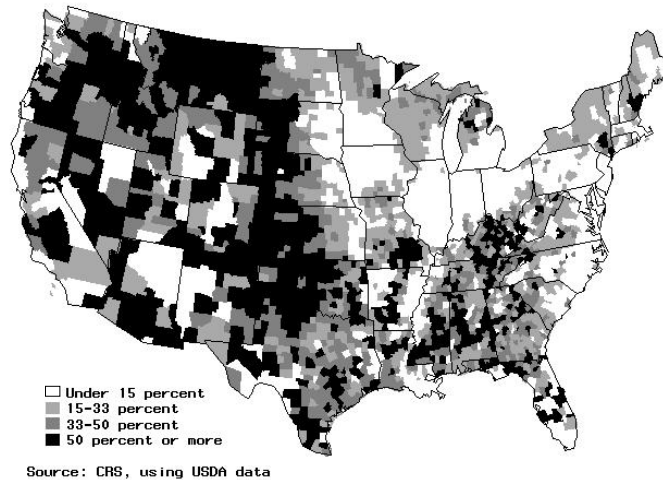 Under 15 percent
15-33 percent
33-50 percent
50 percent or more
Source: CRS, using USDA data